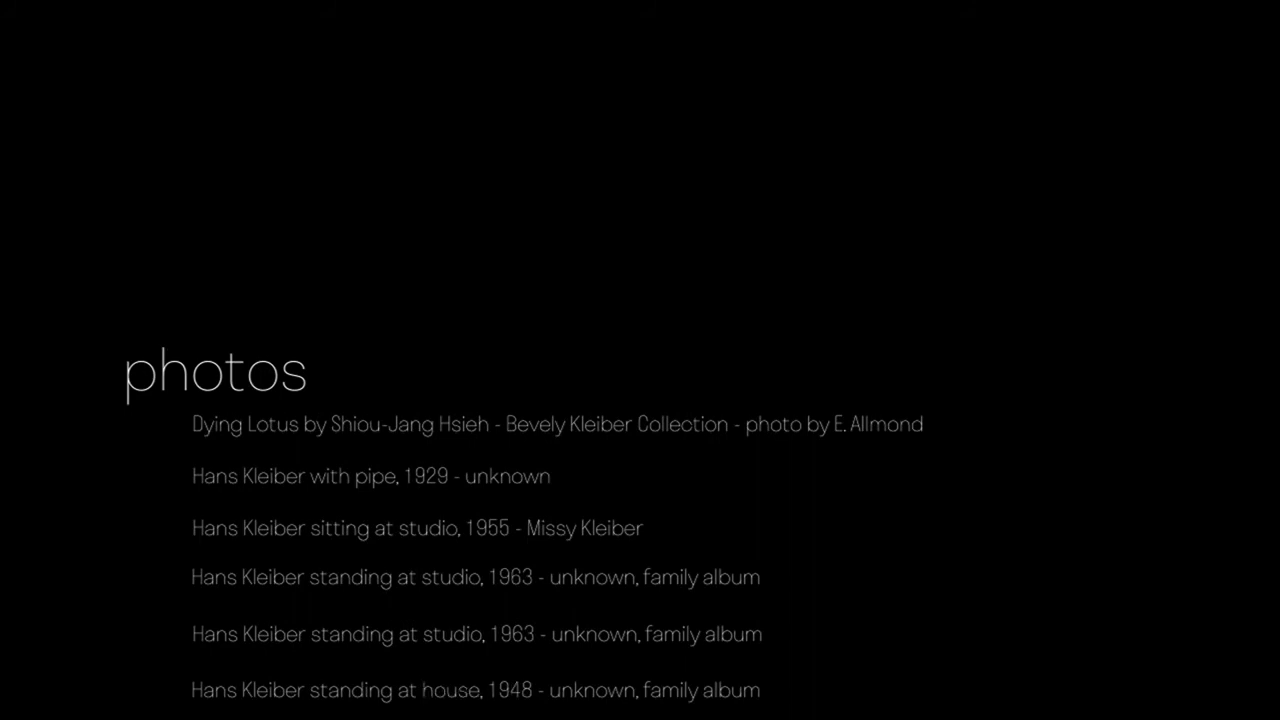 photos
Dying Lotus by Shiou-Jang Hsieh - Bevely Kleiber Collection - photo by E. Allmond
Hans Kleiber with pipe, 1929 - unknown
Hans Kleiber sitting at studio, 1955 - Missy Kleiber
Hans Kleiber standing at studio, 1963 - unknown, family album
Hans Kleiber standing at studio, 1963 - unknown, family album
Hans Kleiber standing at house, 1948 - unknown, family album